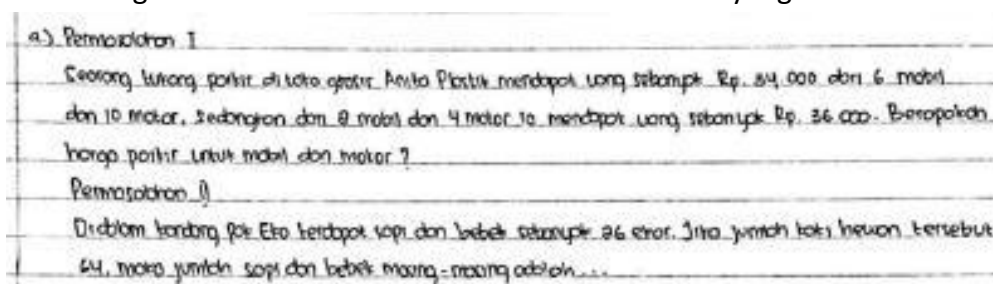 a) Permasalahan I
Seorang tukang parkir di toko grosir Anita Plastik mendapat uang sebanyak Rp. 34.000 dari 6 mobil
dan 10 motor, sedangkan dari 8 mobil dan 4 motor ia mendapat uang sebanyak Rp. 36.000. Berapakah
harga parkir untuk mobil dan motor ?
Permasalahan
Didalam kandang Pak Eko terdapat sapi dan bebek sebanyak 26 ekor. Jika jumlah kaki hewan tersebut
64, maka jumlah sapi dan bebek masing-masing adalah ...